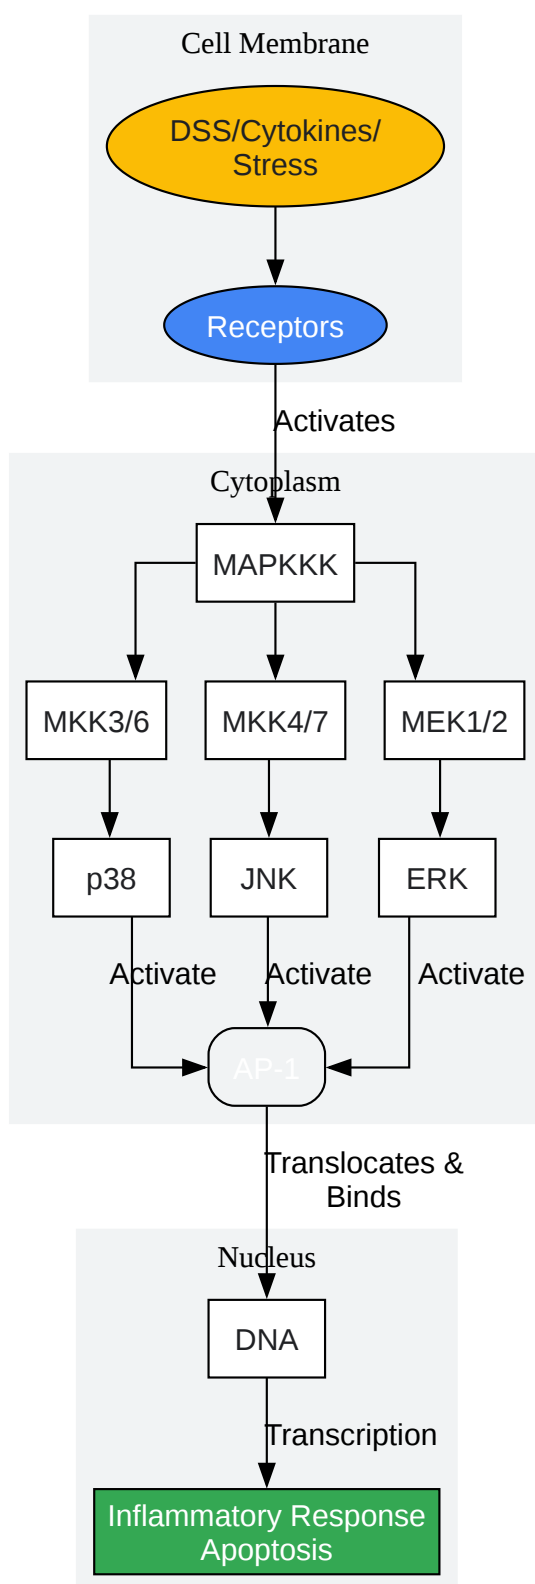 Cell Membrane
DSS/Cytokines/
Stress
Receptors
Activates
Cytoplasm
MAPKKK
MKK3/6
MKK4/7
MEK1/2
p38
JNK
ERK
Activate
Activate
Activate
AP-1
Translocates &
Binds
Nucleus
DNA
Transcription
Inflammatory Response
Apoptosis